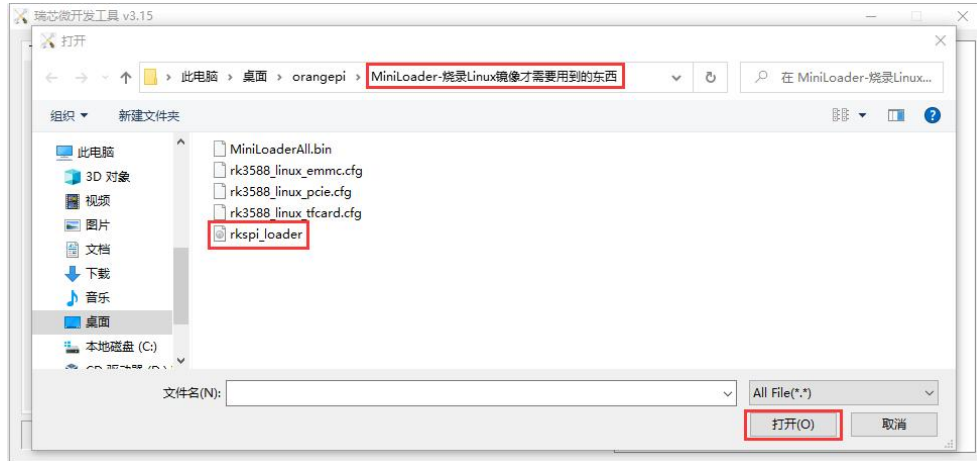 瑞芯微开发工具 v3.15
打开
此电脑 › 桌面 › orangepi › MiniLoader-烧录Linux镜像才需要用到的东西
在 MiniLoader-烧录Linux...
组织
新建文件夹
此电脑
3D 对象
视频
图片
文档
下载
音乐
桌面
本地磁盘 (C:)
MiniLoaderAll.bin
rk3588_linux_emmc.cfg
rk3588_linux_pcie.cfg
rk3588_linux_tfcard.cfg
rkspi_loader
文件名(N):
All File(*.*)
打开(O)
取消